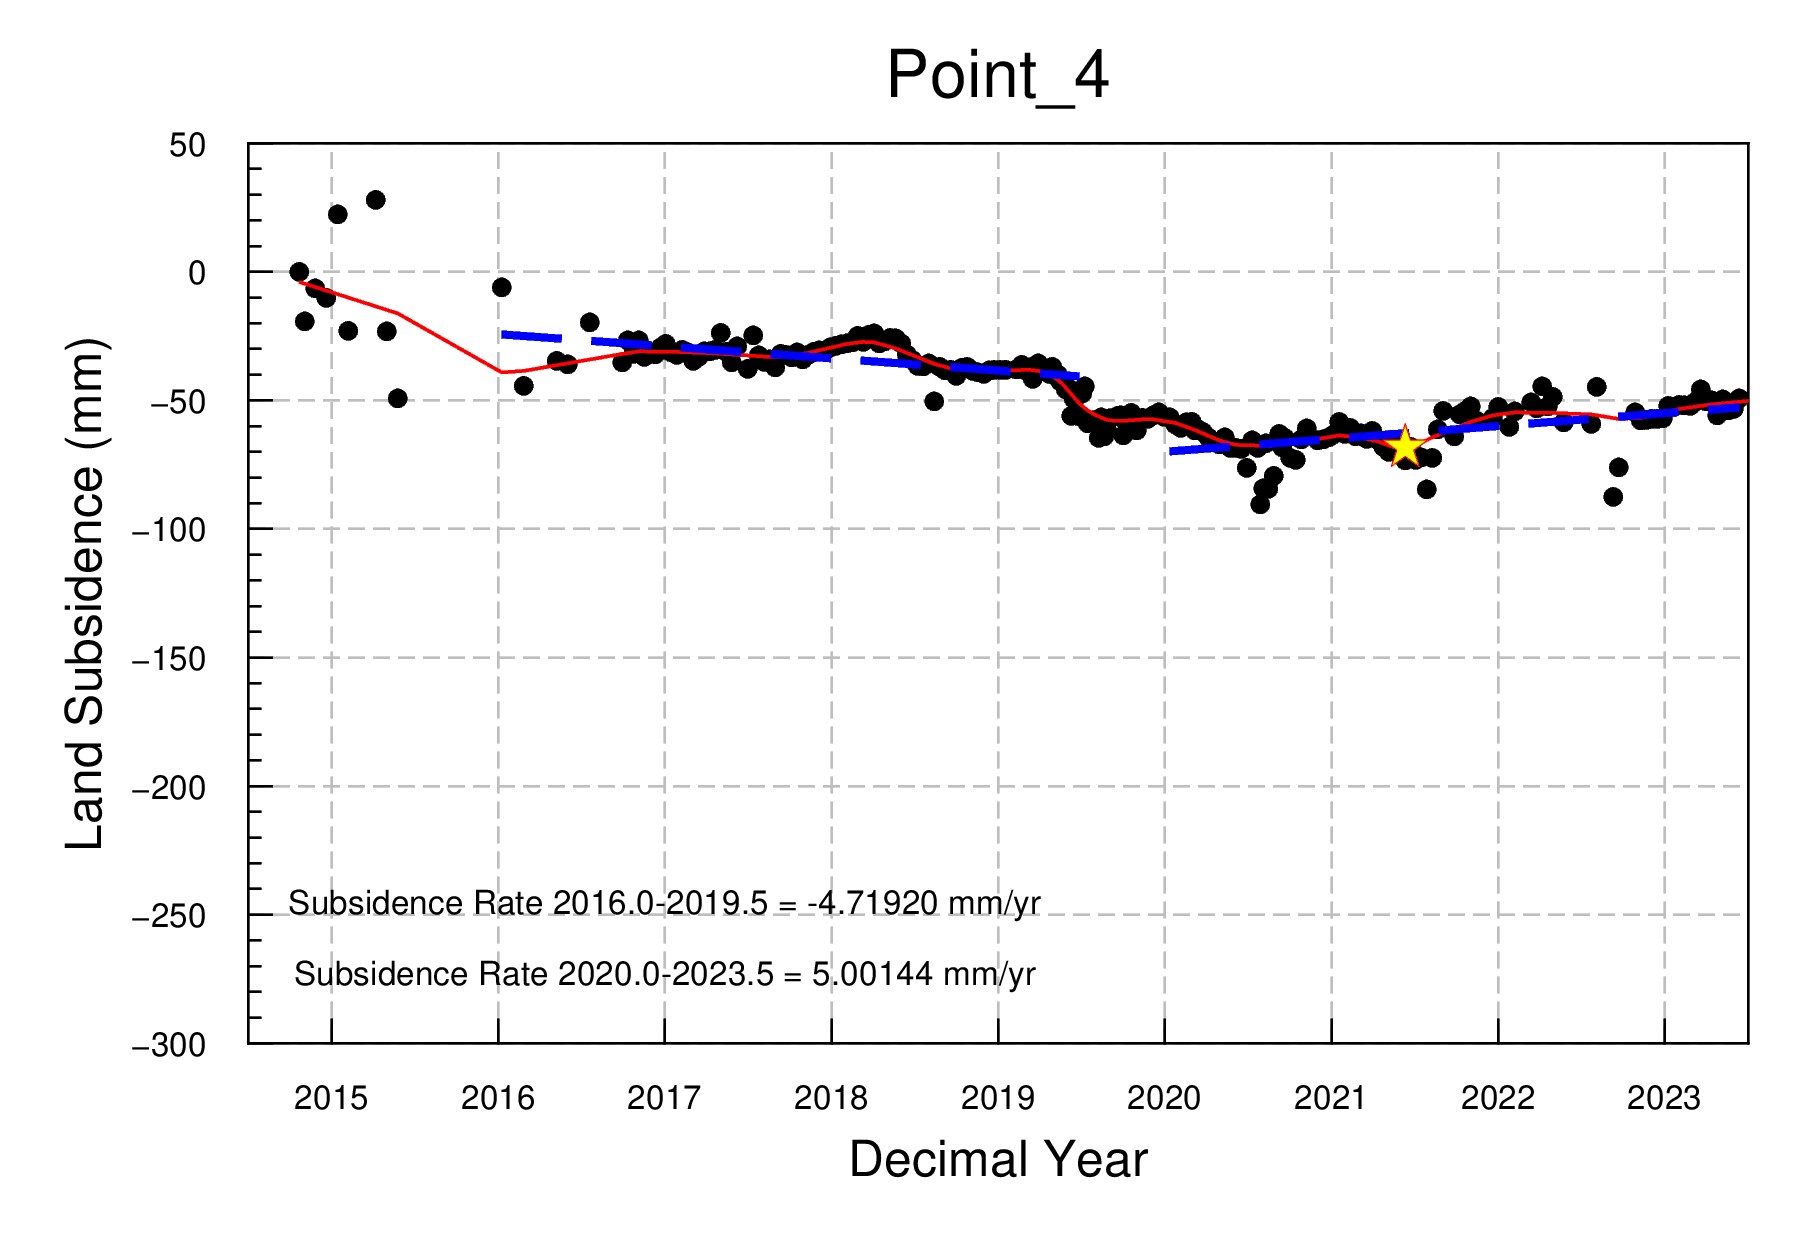 Point_4
Land Subsidence (mm)
50
0
−50
−100
−150
−200
−250
−300
Subsidence Rate 2016.0-2019.5 = -4.71920 mm/yr
Subsidence Rate 2020.0-2023.5 = 5.00144 mm/yr
2015 2016 2017 2018 2019 2020 2021 2022 2023
Decimal Year